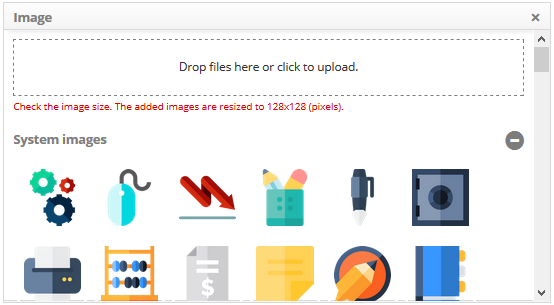 Image
Drop files here or click to upload.
Check the image size. The added images are resized to 128x128 (pixels).
System images
$